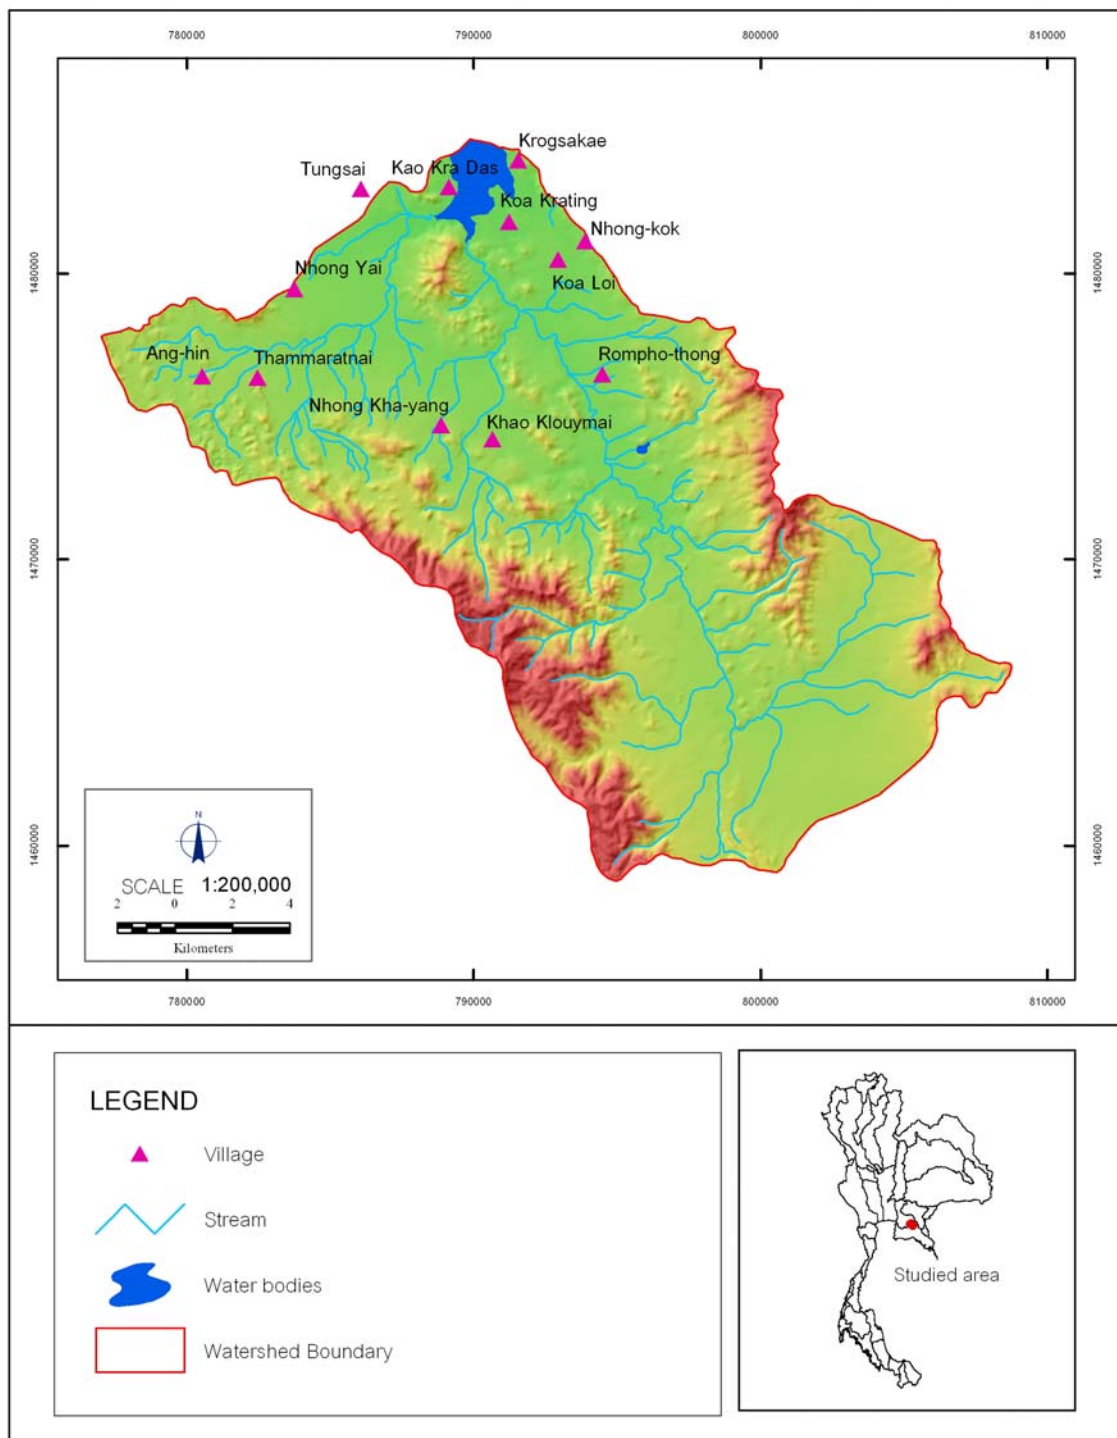 780000 790000 800000 810000
Krogsakae
Tungsai
Kao Kra Das
Koa Krating
Nhong-kok
Nhong Yai
Koa Loi
1480000
1480000
Ang-hin
Thammaratnai
Rompho-thong
Nhong Kha-yang
Khao Klouymai
1470000
1470000
1460000
1460000
N
SCALE 1:200,000
2 0 2 4
Kilometers
780000 790000 800000 810000
LEGEND
Village
Stream
Water bodies
Watershed Boundary
Studied area